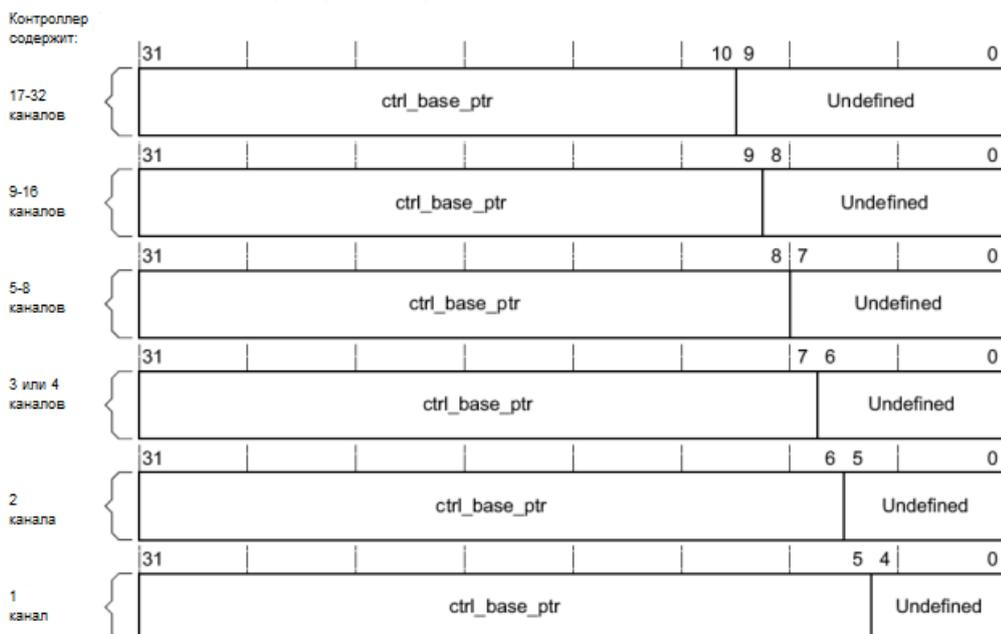 Контроллер
содержит:
31 10 9 0
17-32
каналов
ctrl_base_ptr Undefined
31 9 8 0
9-16
каналов
ctrl_base_ptr Undefined
31 8 7 0
5-8
каналов
ctrl_base_ptr Undefined
31 7 6 0
3 или 4
каналов
ctrl_base_ptr Undefined
31 6 5 0
2
канала
ctrl_base_ptr Undefined
31 5 4 0
1
канал
ctrl_base_ptr Undefined